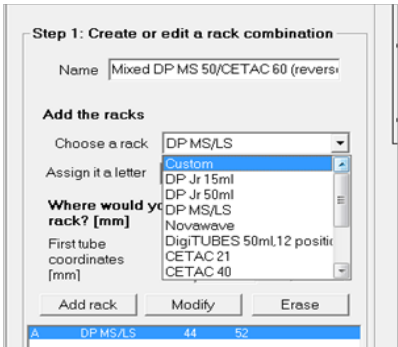 Step 1: Create or edit a rack combination
Name Mixed DP MS 50/CETAC 60 (revers
Add the racks
Choose a rack DP MS/LS
Custom
Assign it a letter
DP Jr 15ml
DP Jr 50ml
Where would
DP MS/LS
rack? [mm]
Novawave
First tube
DigiTUBES 50ml,12 positi
coordinates
CETAC 21
[mm]
CETAC 40
Add rack Modify Erase
A DP MS/LS 44 52